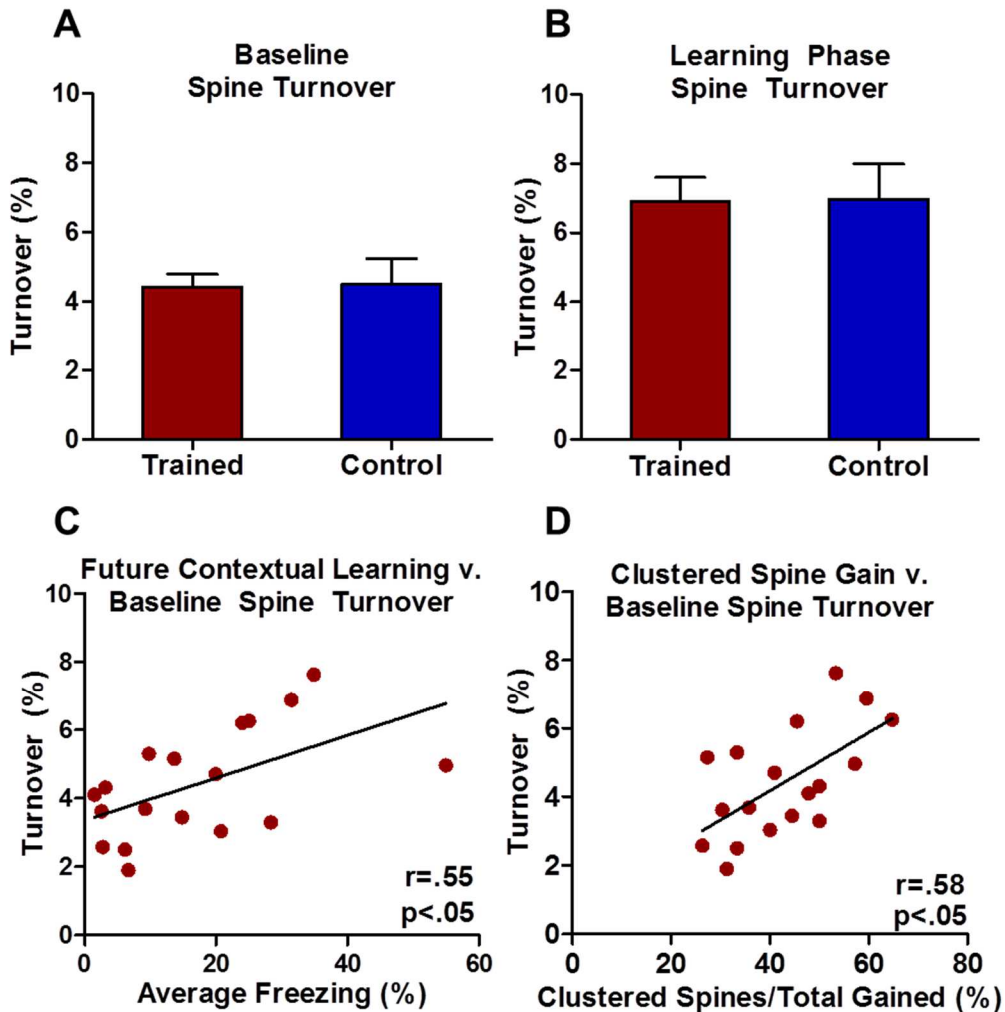 A
Baseline
Spine Turnover
10
8
6
4
2
0
Turnover (%)
Trained
Control
B
Learning Phase
Spine Turnover
10
8
6
4
2
0
Turnover (%)
Trained
Control
C
Future Contextual Learning v.
Baseline Spine Turnover
10
8
6
4
2
0
Turnover (%)
r=.55
p<.05
0 20 40 60
Average Freezing (%)
D
Clustered Spine Gain v.
Baseline Spine Turnover
10
8
6
4
2
0
Turnover (%)
r=.58
p<.05
0 20 40 60 80
Clustered Spines/Total Gained (%)